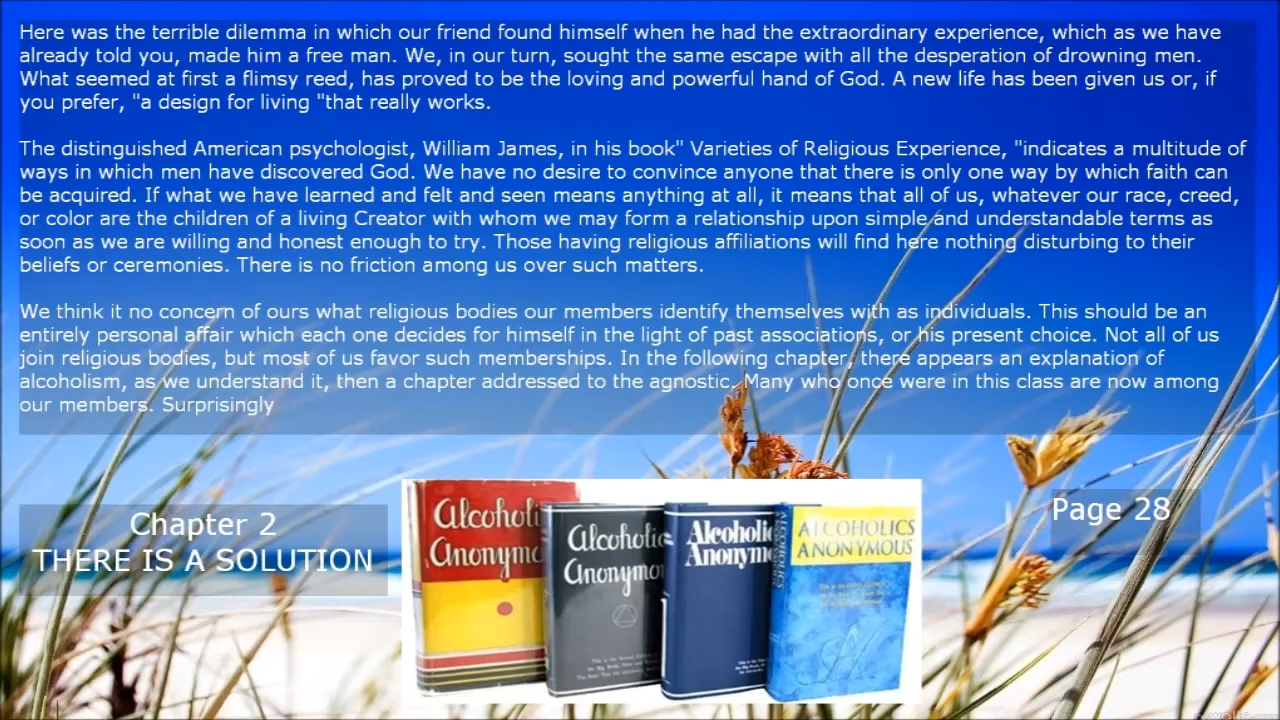 Here was the terrible dilemma in which our friend found himself when he had the extraordinary experience, which as we have
already told you, made him a free man. We, in our turn, sought the same escape with all the desperation of drowning men.
What seemed at first a flimsy reed, has proved to be the loving and powerful hand of God. A new life has been given us or, if
you prefer, "a design for living "that really works.
The distinguished American psychologist, William James, in his book" Varieties of Religious Experience, "indicates a multitude of
ways in which men have discovered God. We have no desire to convince anyone that there is only one way by which faith can
be acquired. If what we have learned and felt and seen means anything at all, it means that all of us, whatever our race, creed,
or color are the children of a living Creator with whom we may form a relationship upon simple and understandable terms as
soon as we are willing and honest enough to try. Those having religious affiliations will find here nothing disturbing to their
beliefs or ceremonies. There is no friction among us over such matters.
We think it no concern of ours what religious bodies our members identify themselves with as individuals. This should be an
entirely personal affair which each one decides for himself in the light of past associations, or his present choice. Not all of us
join religious bodies, but most of us favor such memberships. In the following chapter, there appears an explanation of
alcoholism, as we understand it, then a chapter addressed to the agnostic. Many who once were in this class are now among
our members. Surprisingly
Chapter 2
THERE IS A SOLUTION
Page 28
Alcoholi
Anonymo
Alcoholic
Anonymou
Alcoholic
Anonymo
ALCOHOLICS
ANONYMOUS